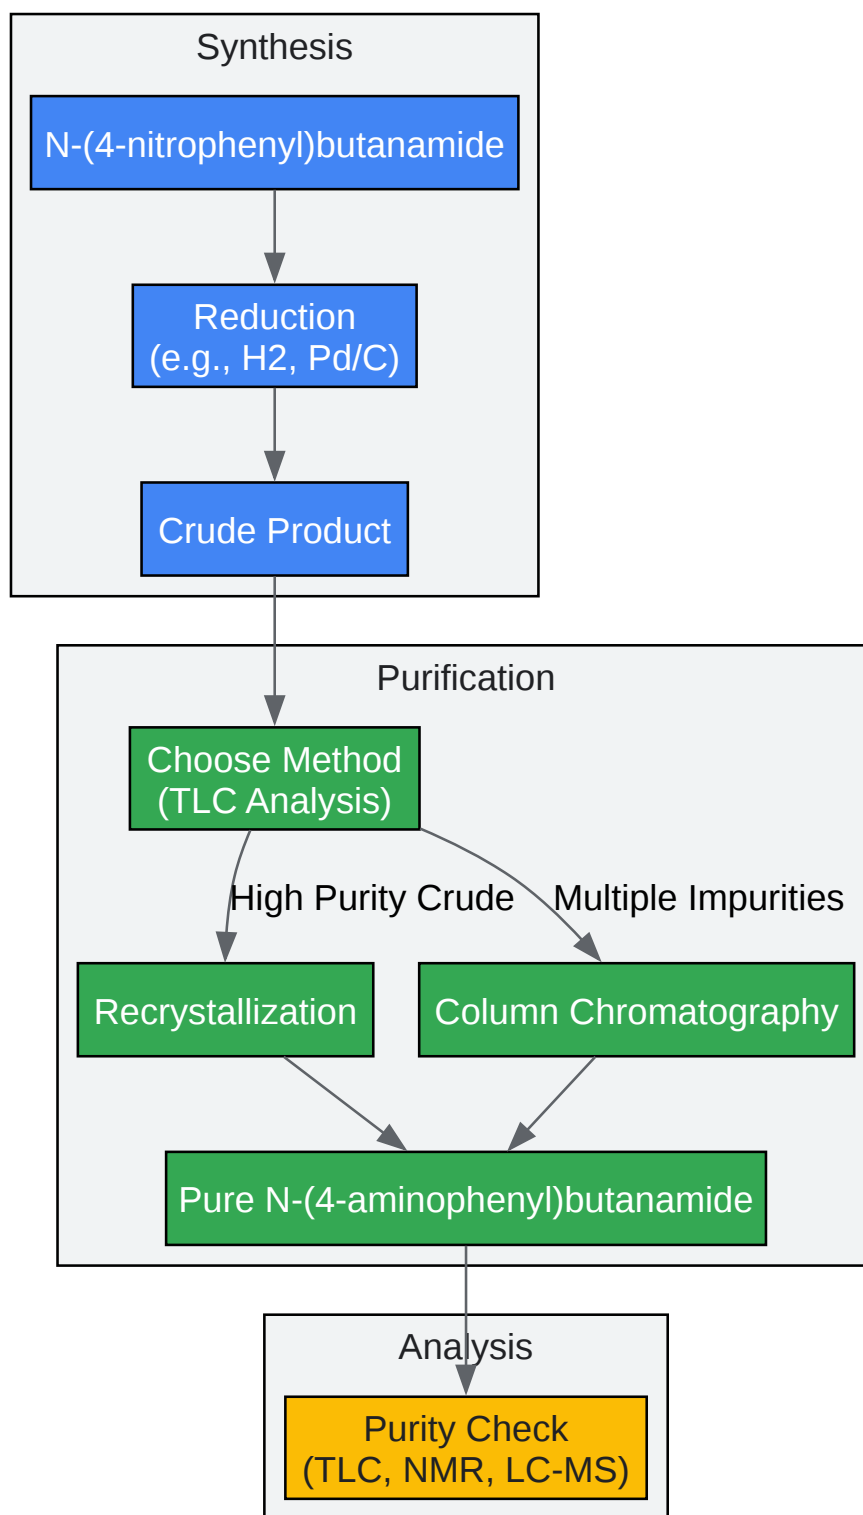 Synthesis
N-(4-nitrophenyl)butanamide
Reduction
(e.g., H2, Pd/C)
Crude Product
Purification
Choose Method
(TLC Analysis)
High Purity Crude
Multiple Impurities
Recrystallization
Column Chromatography
Pure N-(4-aminophenyl)butanamide
Analysis
Purity Check
(TLC, NMR, LC-MS)